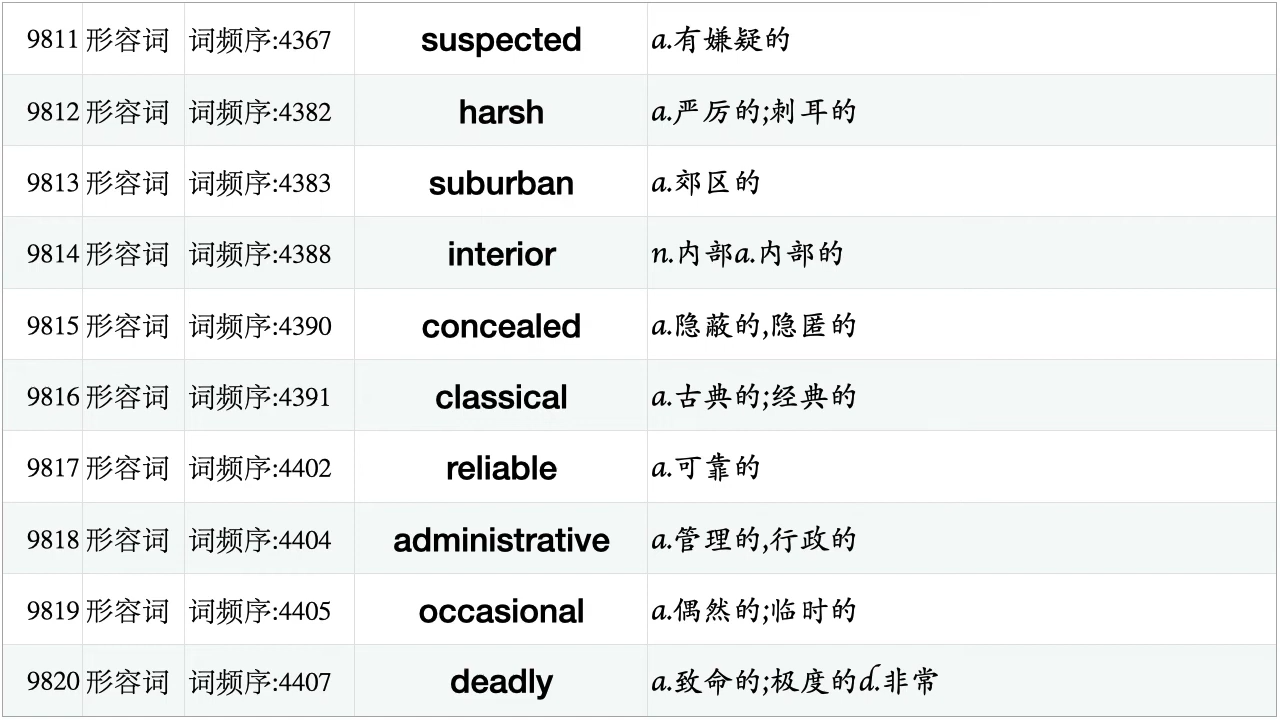 9811 形容词 词频序:4367 suspected a.有嫌疑的
9812 形容词 词频序:4382 harsh a.严厉的;刺耳的
9813 形容词 词频序:4383 suburban a.郊区的
9814 形容词 词频序:4388 interior n.内部a.内部的
9815 形容词 词频序:4390 concealed a.隐蔽的,隐匿的
9816 形容词 词频序:4391 classical a.古典的;经典的
9817 形容词 词频序:4402 reliable a.可靠的
9818 形容词 词频序:4404 administrative a.管理的,行政的
9819 形容词 词频序:4405 occasional a.偶然的;临时的
9820 形容词 词频序:4407 deadly a.致命的;极度的d.非常